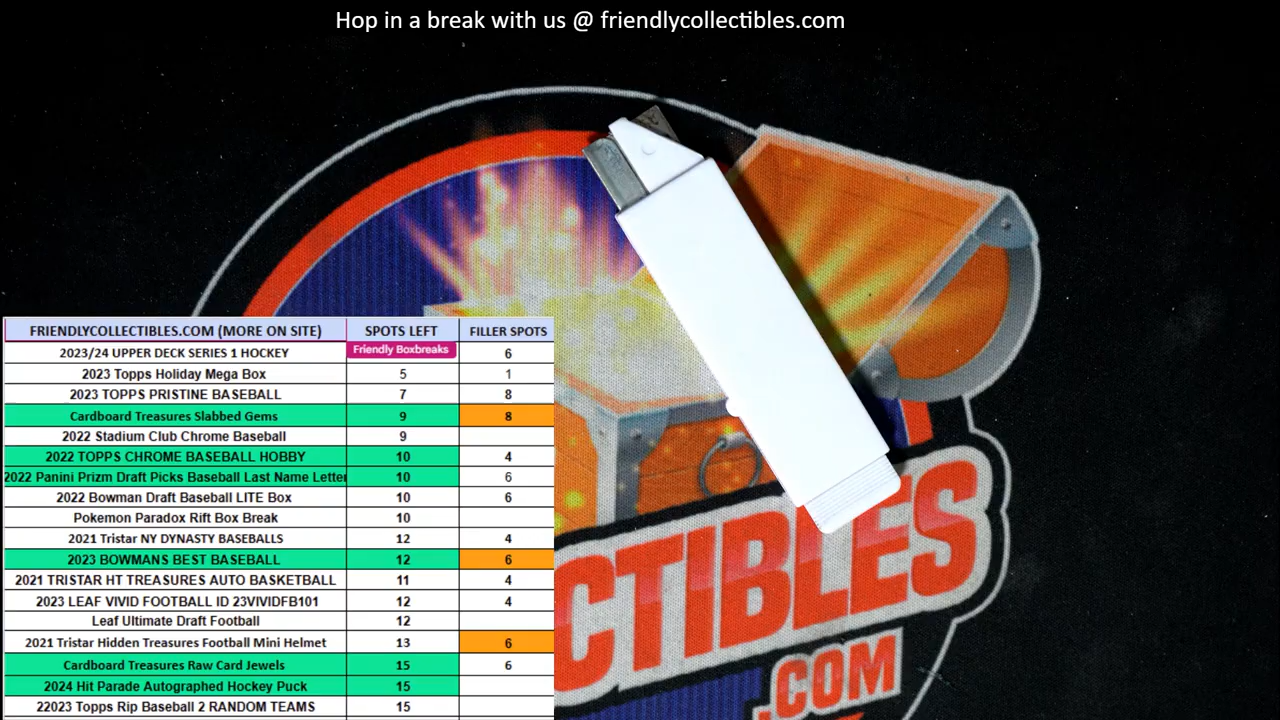 Hop in a break with us @ friendlycollectibles.com
FRIENDLYCOLLECTIBLES.COM (MORE ON SITE) SPOTS LEFT FILLER SPOTS
2023/24 UPPER DECK SERIES 1 HOCKEY Friendly Boxbreaks 6
2023 Topps Holiday Mega Box 5 1
2023 TOPPS PRISTINE BASEBALL 7 8
Cardboard Treasures Slabbed Gems 9 8
2022 Stadium Club Chrome Baseball 9
2022 TOPPS CHROME BASEBALL HOBBY 10 4
2022 Panini Prizm Draft Picks Baseball Last Name Letter 10 6
2022 Bowman Draft Baseball LITE Box 10 6
Pokemon Paradox Rift Box Break 10
2021 Tristar NY DYNASTY BASEBALLS 12 4
2023 BOWMANS BEST BASEBALL 12 6
2021 TRISTAR HT TREASURES AUTO BASKETBALL 11 4
2023 LEAF VIVID FOOTBALL ID 23VIVIDFB101 12 4
Leaf Ultimate Draft Football 12
2021 Tristar Hidden Treasures Football Mini Helmet 13 6
Cardboard Treasures Raw Card Jewels 15 6
2024 Hit Parade Autographed Hockey Puck 15
22023 Topps Rip Baseball 2 RANDOM TEAMS 15
CTIBLES
.COM